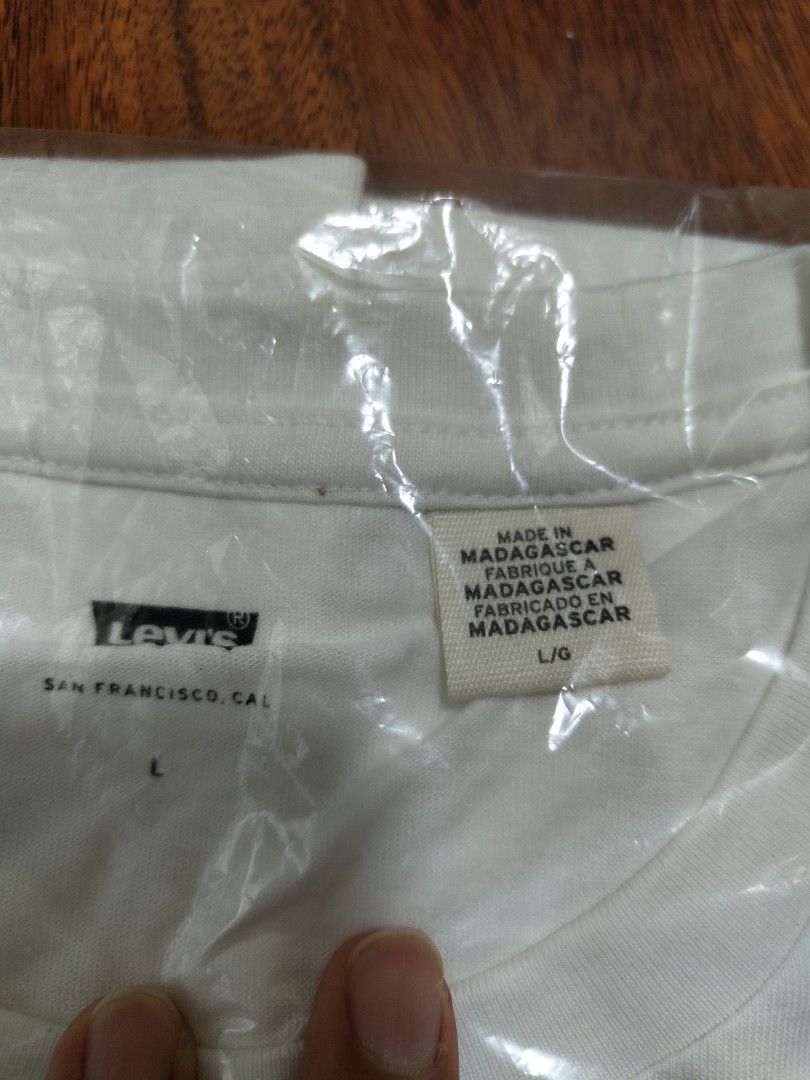 Levi's ®
SAN FRANCISCO, CAL
L
MADE IN
MADAGASCAR
FABRIQUE A
MADAGASCAR
FABRICADO EN
MADAGASCAR
L/G